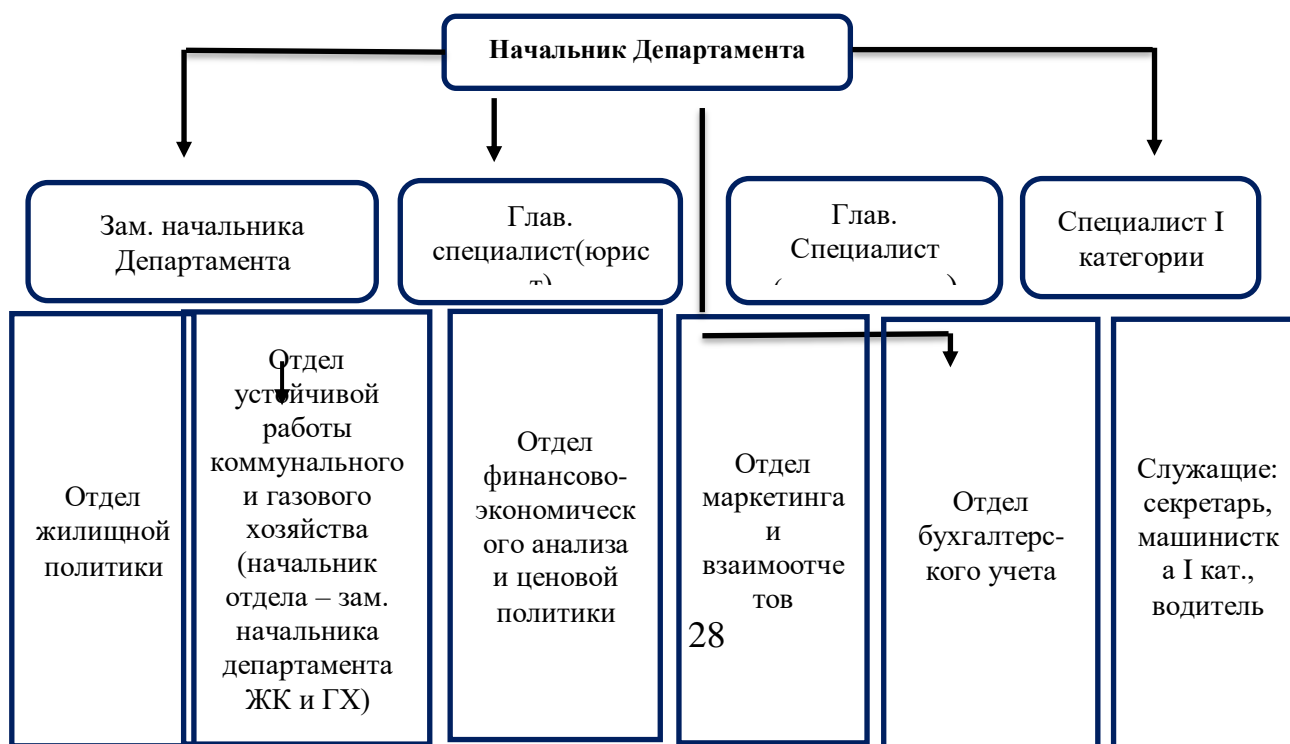 Начальник Департамента
Зам. начальника
Департамента
Глав.
специалист(юрис
т)
Глав.
Специалист
Специалист I
категории
Отдел
жилищной
политики
Отдел
устойчивой
работы
коммунального
и газового
хозяйства
(начальник
отдела – зам.
начальника
департамента
ЖК и ГХ)
Отдел
финансово-
экономическ
ого анализа
и ценовой
политики
Отдел
маркетинга
и
взаимоотче
тов
Отдел
бухгалтерс-
кого учета
Служащие:
секретарь,
машинистк
а I кат.,
водитель
28